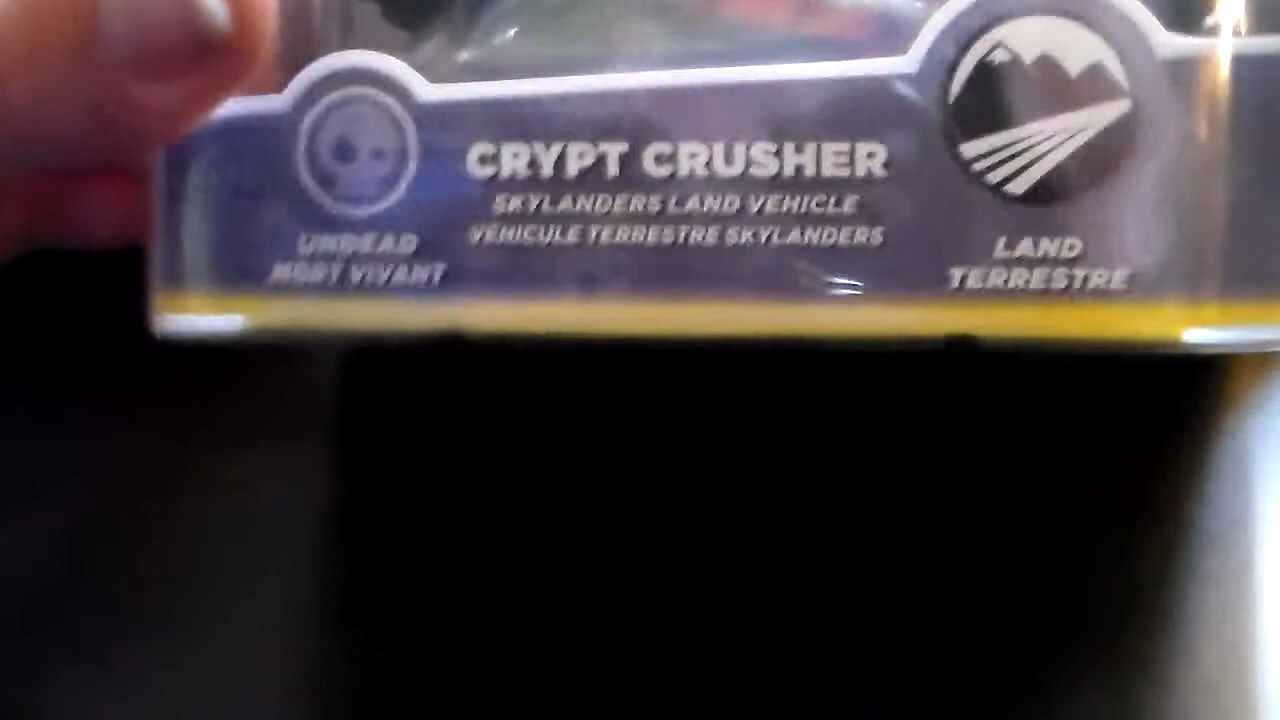 CRYPT CRUSHER
SKYLANDERS LAND VEHICLE
VÉHICULE TERRESTRE SKYLANDERS
UNDEAD
MORT VIVANT
LAND
TERRESTRE